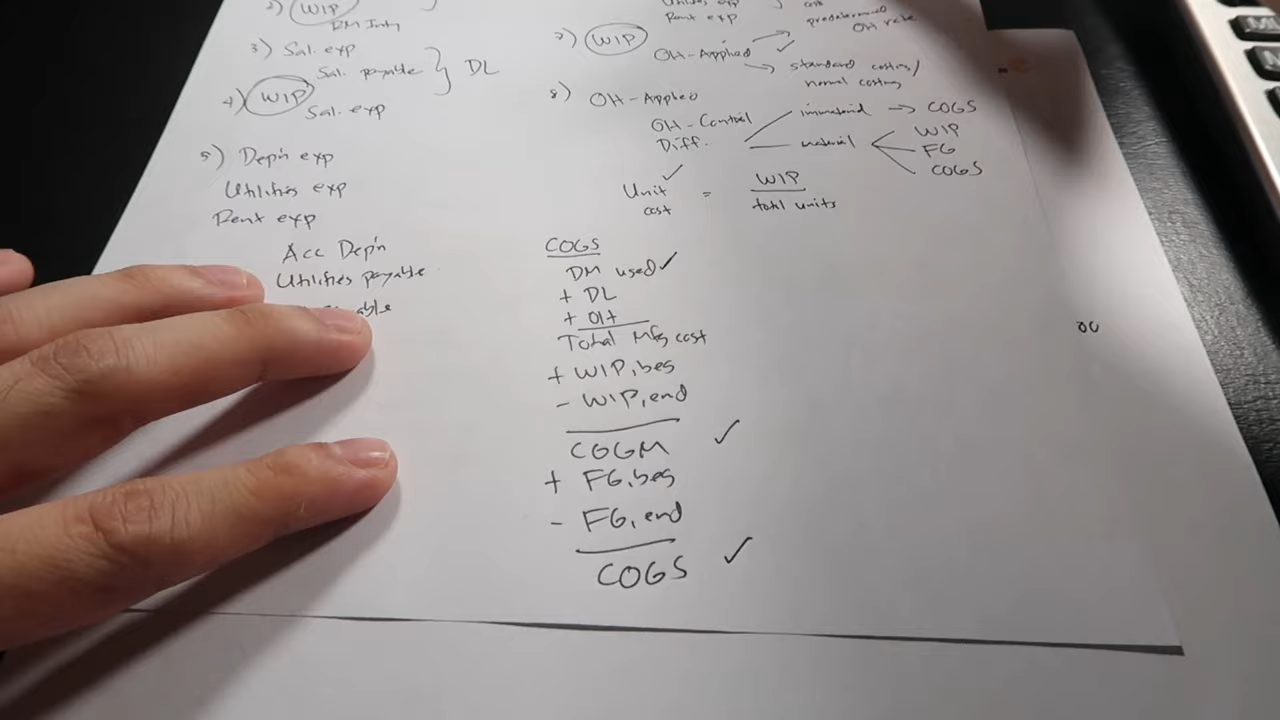 2) WIP
RM Inty
3) Sal. exp
Sal. payable } DL
4) WIP
Sal. exp
5) Dep'n exp
Utilities exp
Rent exp
Acc Dep'n
Utilities payable
Rent exp
cost
predetermined
OH rate
7) WIP
OH-Applied ✓
standard costing/
normal costing
8) OH-Applied
OH-Control
Diff.
immaterial → COGS
material
WIP
FG
COGS
Unit cost = WIP / total units
COGS
DM used ✓
+ DL
+ OH
Total Mfg cost
+ WIP, beg
- WIP, end
COGM ✓
+ FG, beg
- FG, end
COGS ✓